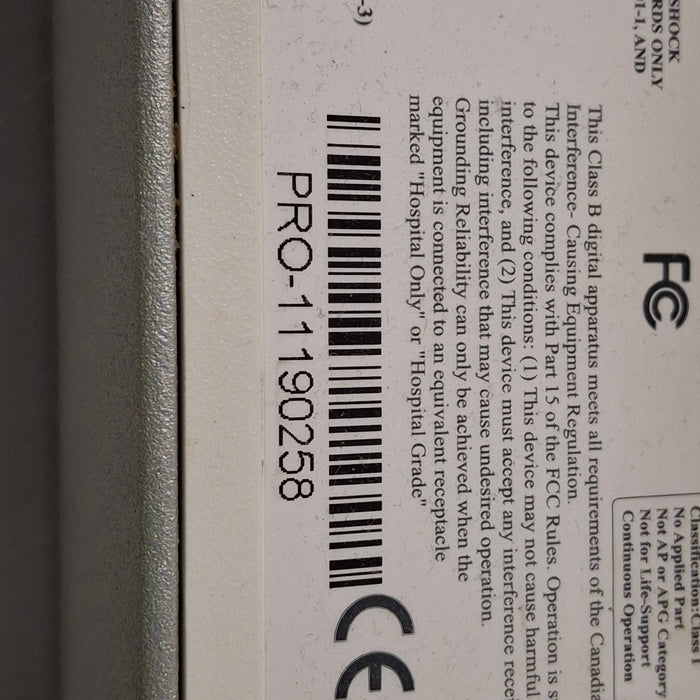 SHOCK
RDS ONLY
1-1, AND
-3)
FC
Classification: Class I
No Applied Part
Not AP or APG Category
Not for Life-Support
Continuous Operation
This Class B digital apparatus meets all requirements of the Canadi
Interference- Causing Equipment Regulation.
This device complies with Part 15 of the FCC Rules. Operation is s
to the following conditions: (1) This device may not cause harmful
interference, and (2) This device must accept any interference rece
including interference that may cause undesired operation.
Grounding Reliability can only be achieved when the
equipment is connected to an equivalent receptacle
marked "Hospital Only" or "Hospital Grade"
PRO-11190258
CE